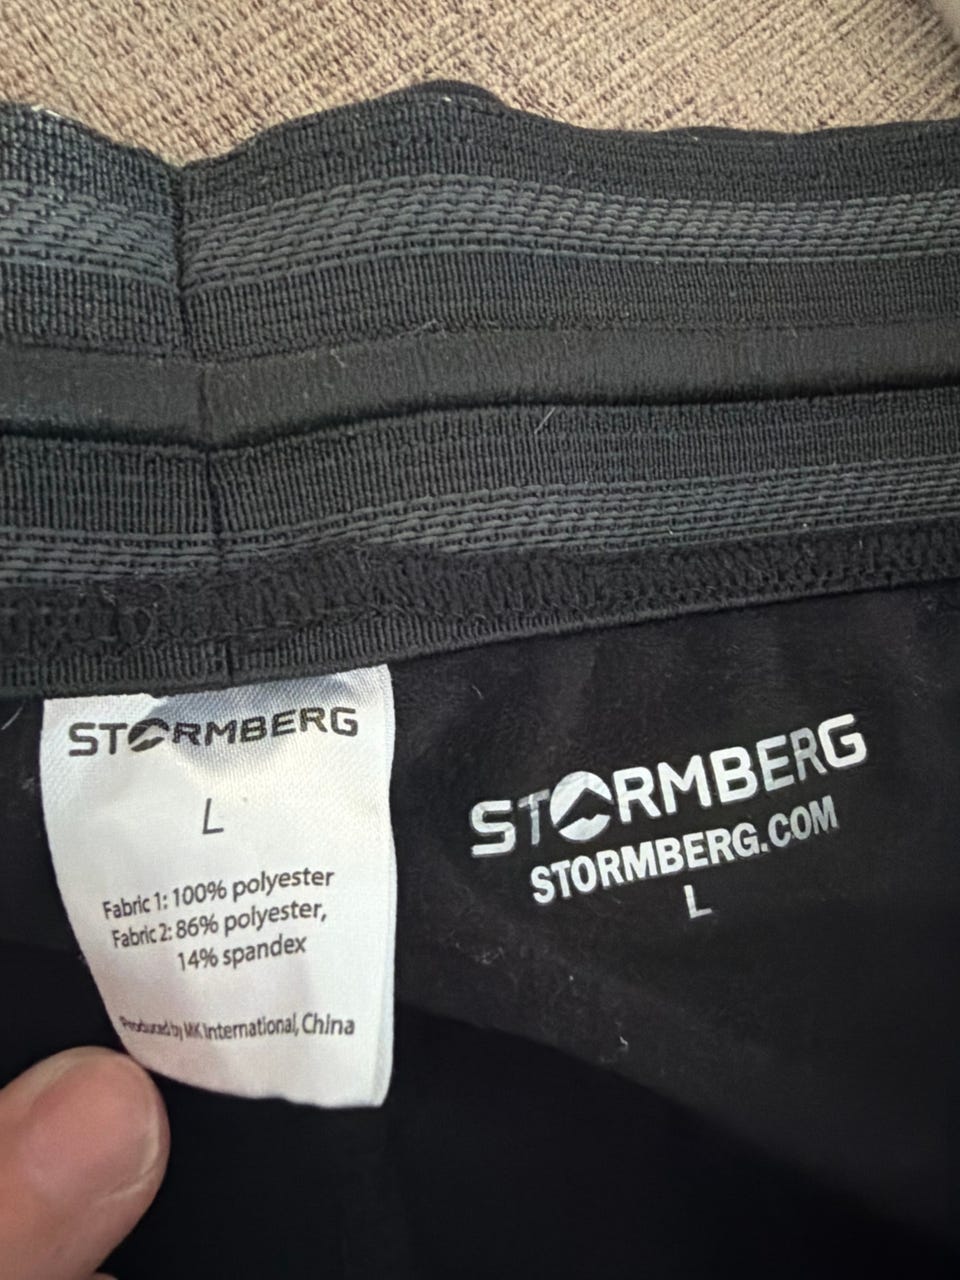 STORMBERG
L
Fabric 1: 100% polyester
Fabric 2: 86% polyester,
14% spandex
Produced by MK International, China
STORMBERG
STORMBERG.COM
L